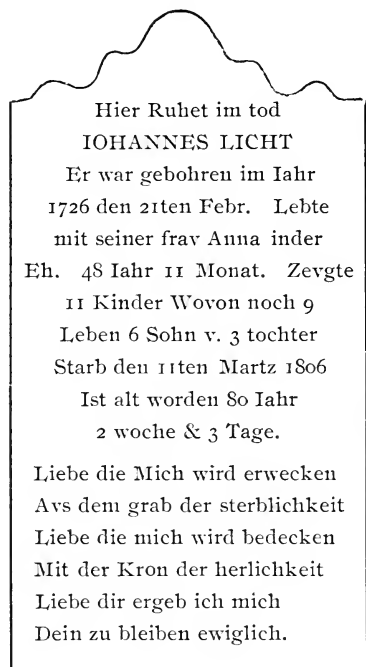 Hier Ruhet im tod
IOHANNES LICHT
Er war gebohren im Iahr
1726 den 21ten Febr. Lebte
mit seiner frav Anna inder
Eh. 48 Iahr 11 Monat. Zevgte
11 Kinder Wovon noch 9
Leben 6 Sohn v. 3 tochter
Starb den 11ten Martz 1806
Ist alt worden 80 Iahr
2 woche & 3 Tage.
Liebe die Mich wird erwecken
Avs dem grab der sterblichkeit
Liebe die mich wird bedecken
Mit der Kron der herlichkeit
Liebe dir ergeb ich mich
Dein zu bleiben ewiglich.